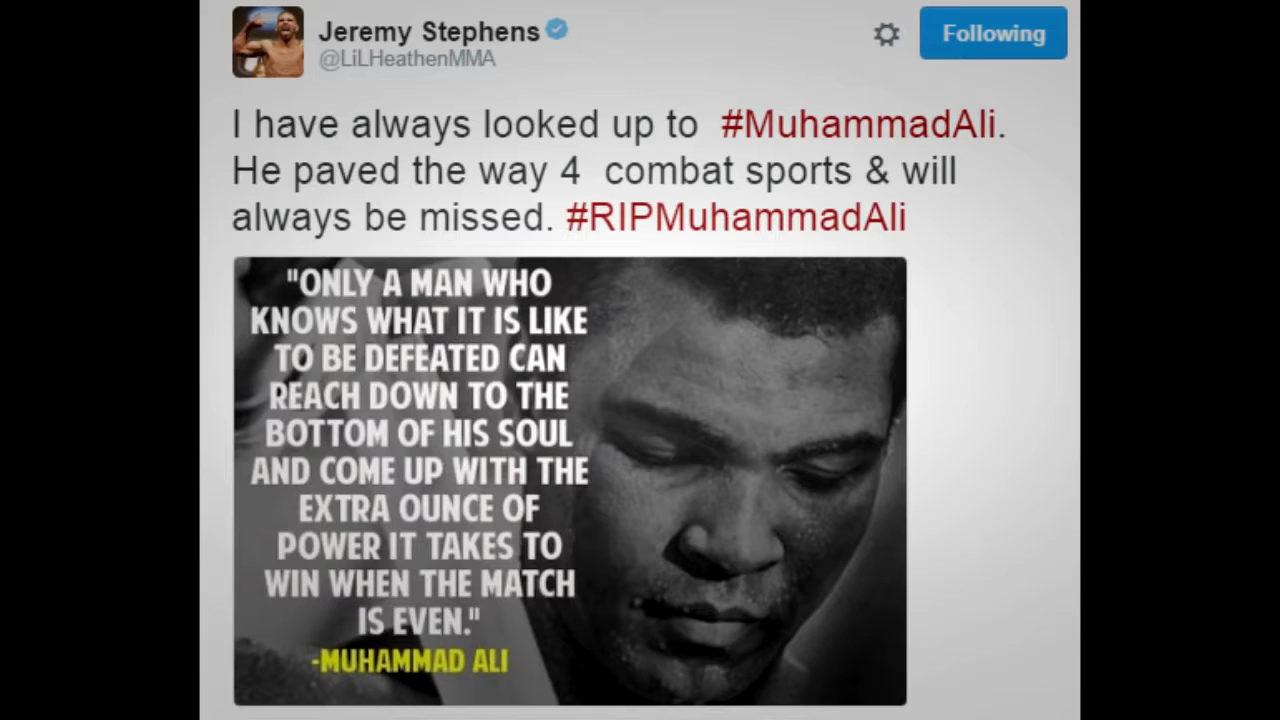 Jeremy Stephens
@LiLHeathenMMA
Following
I have always looked up to #MuhammadAli.
He paved the way 4 combat sports & will
always be missed. #RIPMuhammadAli
"ONLY A MAN WHO
KNOWS WHAT IT IS LIKE
TO BE DEFEATED CAN
REACH DOWN TO THE
BOTTOM OF HIS SOUL
AND COME UP WITH THE
EXTRA OUNCE OF
POWER IT TAKES TO
WIN WHEN THE MATCH
IS EVEN."
-MUHAMMAD ALI